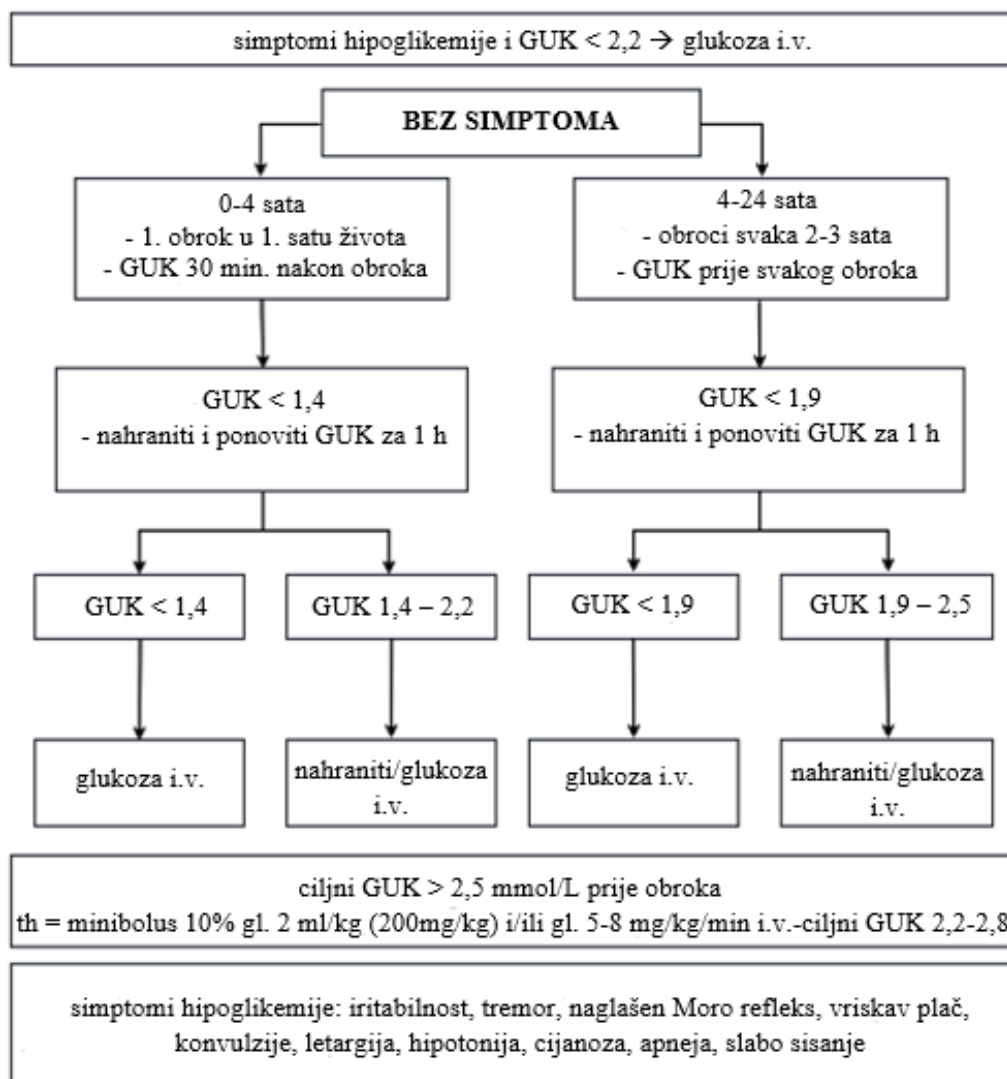 simptomi hipoglikemije i GUK < 2,2 → glukoza i.v.
BEZ SIMPTOMA
0-4 sata
- 1. obrok u 1. satu života
- GUK 30 min. nakon obroka
4-24 sata
- obroci svaka 2-3 sata
- GUK prije svakog obroka
GUK < 1,4
- nahraniti i ponoviti GUK za 1 h
GUK < 1,9
- nahraniti i ponoviti GUK za 1 h
GUK < 1,4
GUK 1,4 – 2,2
GUK < 1,9
GUK 1,9 – 2,5
glukoza i.v.
nahraniti/glukoza
i.v.
glukoza i.v.
nahraniti/glukoza
i.v.
ciljni GUK > 2,5 mmol/L prije obroka
th = minibolus 10% gl. 2 ml/kg (200mg/kg) i/ili gl. 5-8 mg/kg/min i.v.-ciljni GUK 2,2-2,8
simptomi hipoglikemije: iritabilnost, tremor, naglašen Moro refleks, vriskav plač,
konvulzije, letargija, hipotonija, cijanoza, apneja, slabo sisanje